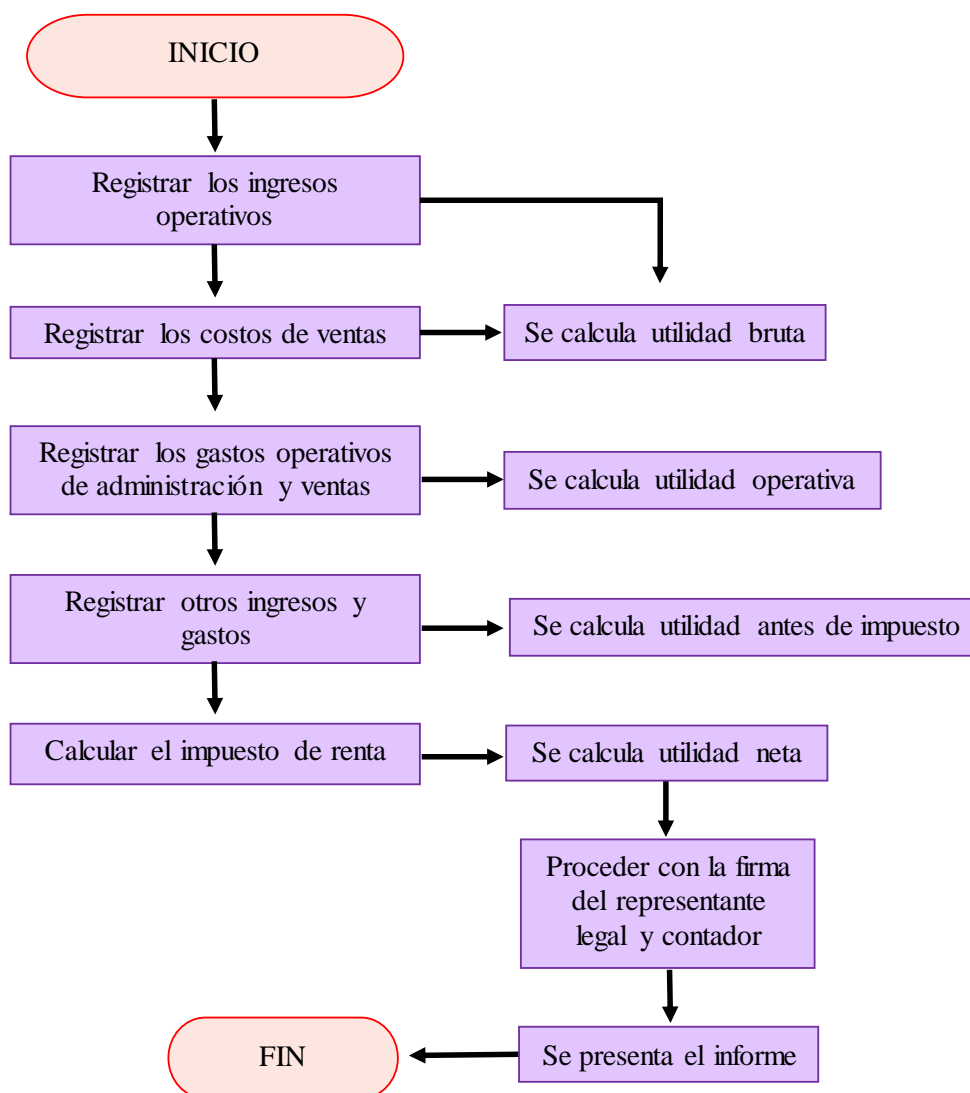 INICIO
Registrar los ingresos
operativos
Registrar los costos de ventas
Se calcula utilidad bruta
Registrar los gastos operativos
de administración y ventas
Se calcula utilidad operativa
Registrar otros ingresos y
gastos
Se calcula utilidad antes de impuesto
Calcular el impuesto de renta
Se calcula utilidad neta
Proceder con la firma
del representante
legal y contador
Se presenta el informe
FIN